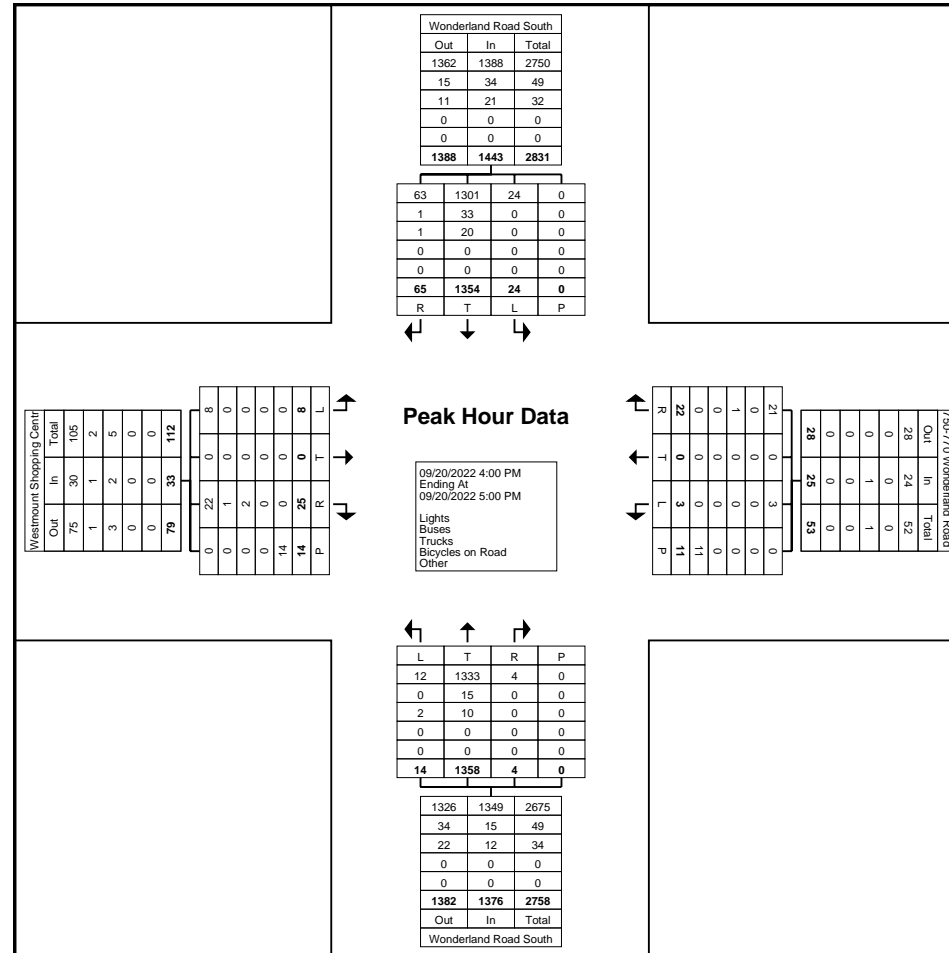 Wonderland Road South
Out In Total
1362 1388 2750
15 34 49
11 21 32
0 0 0
0 0 0
1388 1443 2831
63 1301 24 0
1 33 0 0
1 20 0 0
0 0 0 0
0 0 0 0
65 1354 24 0
R T L P
Westmount Shopping Centr
Out In Total
75 30 105
1 1 2
3 2 5
0 0 0
0 0 0
79 33 112
0 22 0 8
0 1 0 0
0 2 0 0
0 0 0 0
14 0 0 0
14 25 0 8
P R T L
Peak Hour Data
09/20/2022 4:00 PM
Ending At
09/20/2022 5:00 PM
Lights
Buses
Trucks
Bicycles on Road
Other
750-770 Wonderland Road
Out In Total
28 24 52
0 0 0
0 1 1
0 0 0
0 0 0
28 25 53
21 0 3 0
0 0 0 0
1 0 0 0
0 0 0 0
0 0 0 11
22 0 3 11
R T L P
L T R P
12 1333 4 0
0 15 0 0
2 10 0 0
0 0 0 0
0 0 0 0
14 1358 4 0
1326 1349 2675
34 15 49
22 12 34
0 0 0
0 0 0
1382 1376 2758
Out In Total
Wonderland Road South